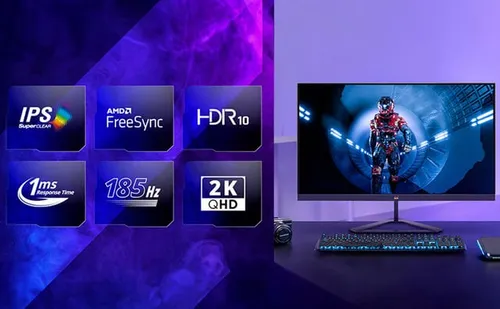 IPS
SuperCLEAR
AMD
FreeSync
HDR10
1ms
Response Time
185Hz
2K
QHD